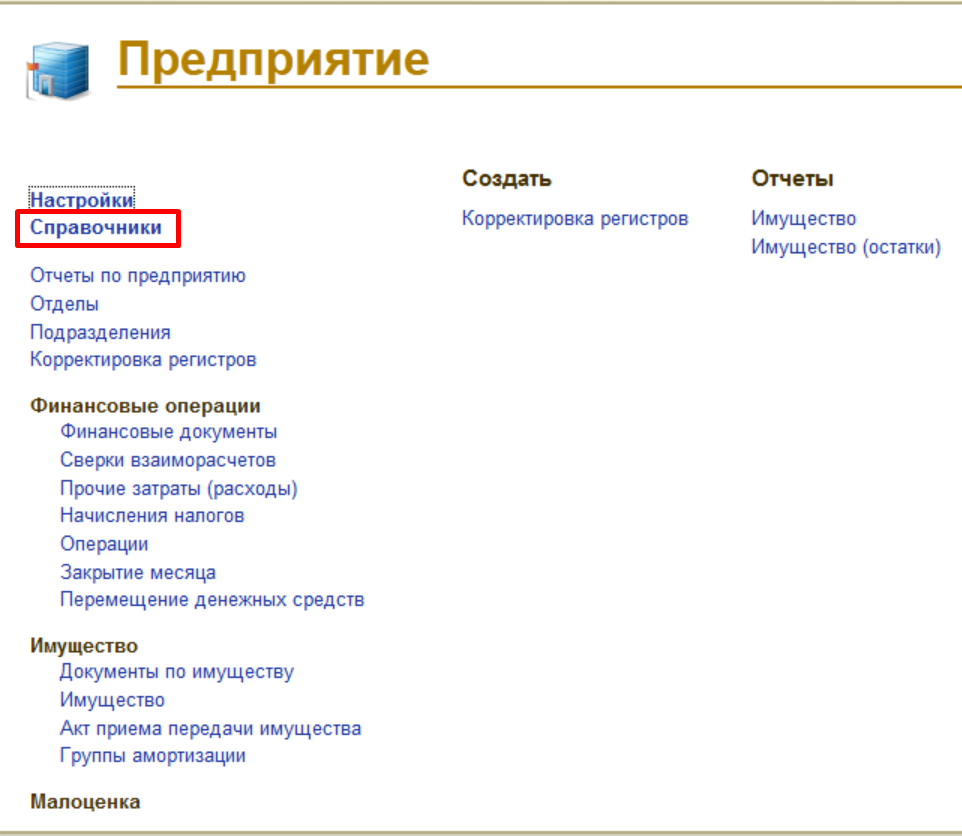 Предприятие
Настройки
Справочники
Отчеты по предприятию
Отделы
Подразделения
Корректировка регистров
Финансовые операции
Финансовые документы
Сверки взаиморасчетов
Прочие затраты (расходы)
Начисления налогов
Операции
Закрытие месяца
Перемещение денежных средств
Имущество
Документы по имуществу
Имущество
Акт приема передачи имущества
Группы амортизации
Малоценка
Создать
Корректировка регистров
Отчеты
Имущество
Имущество (остатки)